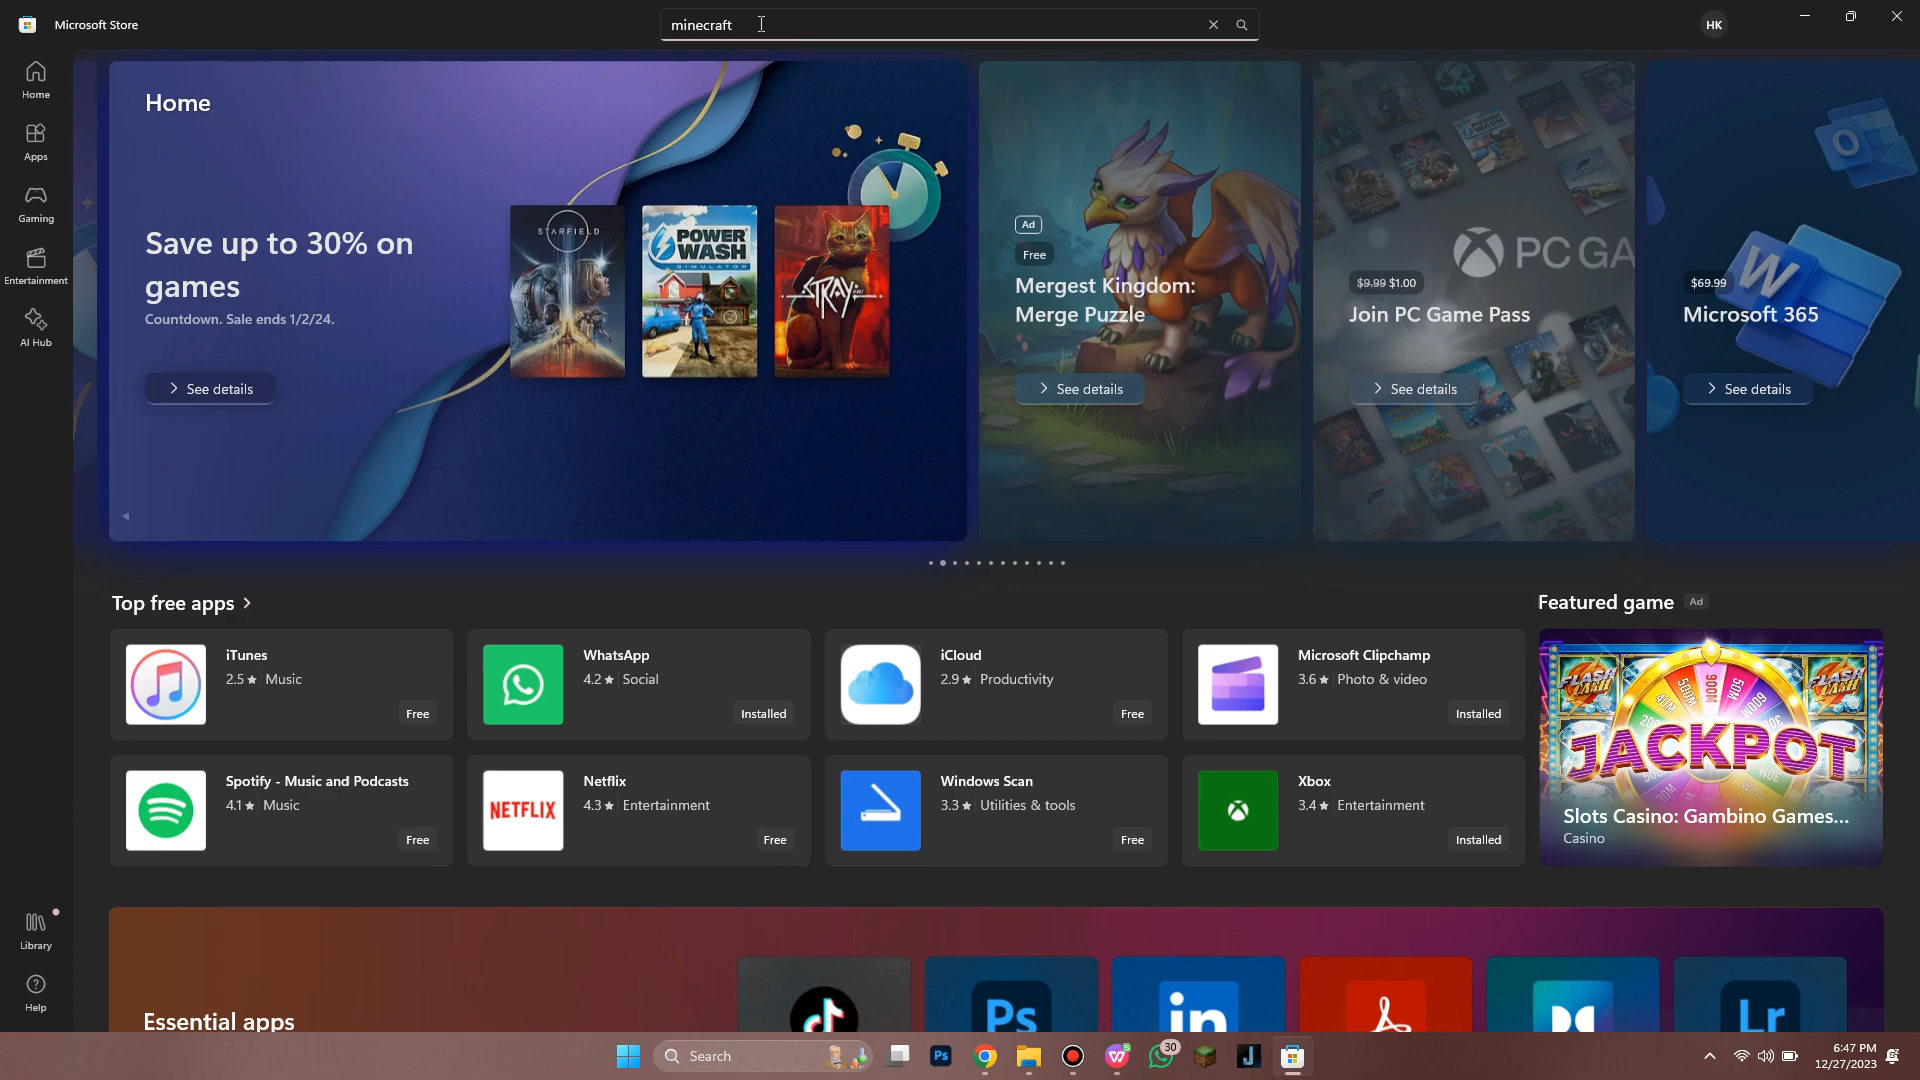 Microsoft Store
minecraft
HK
Home
Apps
Gaming
Entertainment
AI Hub
Library
Help
Home
Save up to 30% on
games
Countdown. Sale ends 1/2/24.
See details
STARFIELD
POWER
WASH
SIMULATOR
STRAY
Ad
Free
Mergest Kingdom:
Merge Puzzle
See details
PC GA
$9.99 $1.00
Join PC Game Pass
See details
$69.99
Microsoft 365
See details
Top free apps
iTunes
2.5★ Music
Free
WhatsApp
4.2★ Social
Installed
iCloud
2.9★ Productivity
Free
Microsoft Clipchamp
3.6★ Photo & video
Installed
Spotify - Music and Podcasts
4.1★ Music
Free
NETFLIX
Netflix
4.3★ Entertainment
Free
Windows Scan
3.3★ Utilities & tools
Free
Xbox
3.4★ Entertainment
Installed
Featured game Ad
FLASH
CASH
JACKPOT
Slots Casino: Gambino Games...
Casino
Essential apps
Ps
in
Lr
Search
Ps
30
6:47 PM
12/27/2023